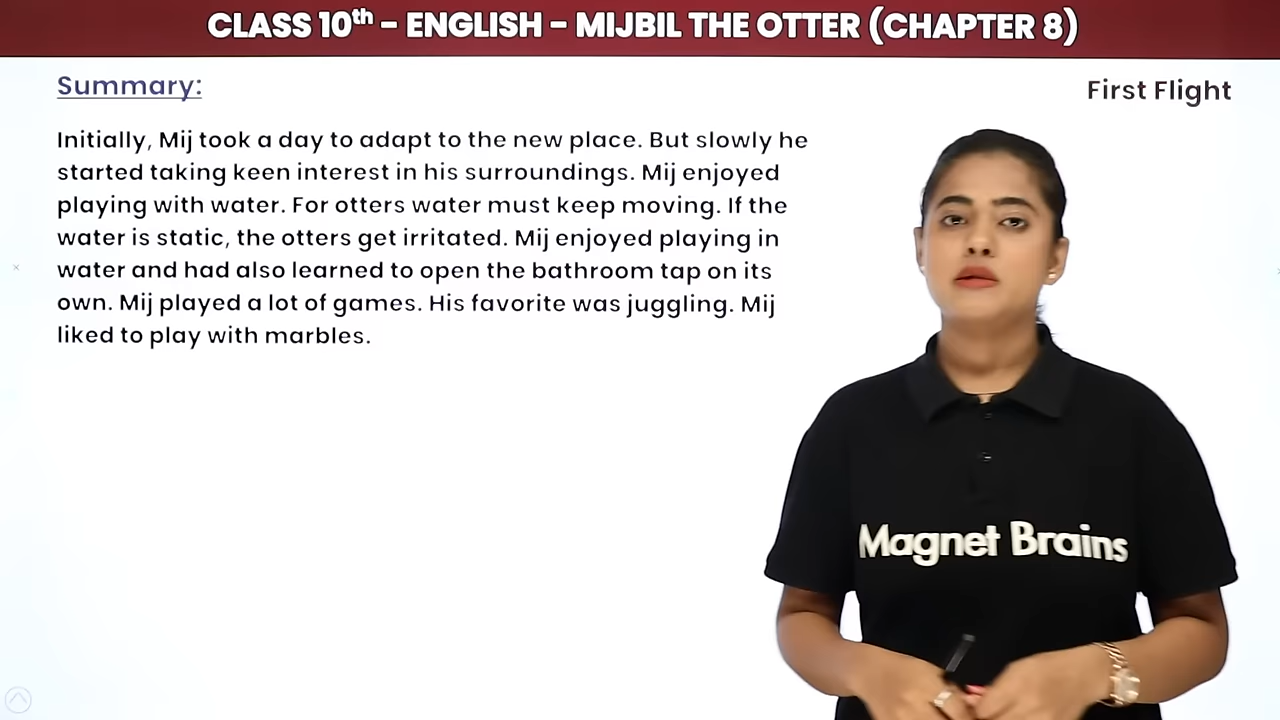 CLASS 10th – ENGLISH – MIJBIL THE OTTER (CHAPTER 8)
Summary:
First Flight
Initially, Mij took a day to adapt to the new place. But slowly he
started taking keen interest in his surroundings. Mij enjoyed
playing with water. For otters water must keep moving. If the
water is static, the otters get irritated. Mij enjoyed playing in
water and had also learned to open the bathroom tap on its
own. Mij played a lot of games. His favorite was juggling. Mij
liked to play with marbles.
Magnet Brains